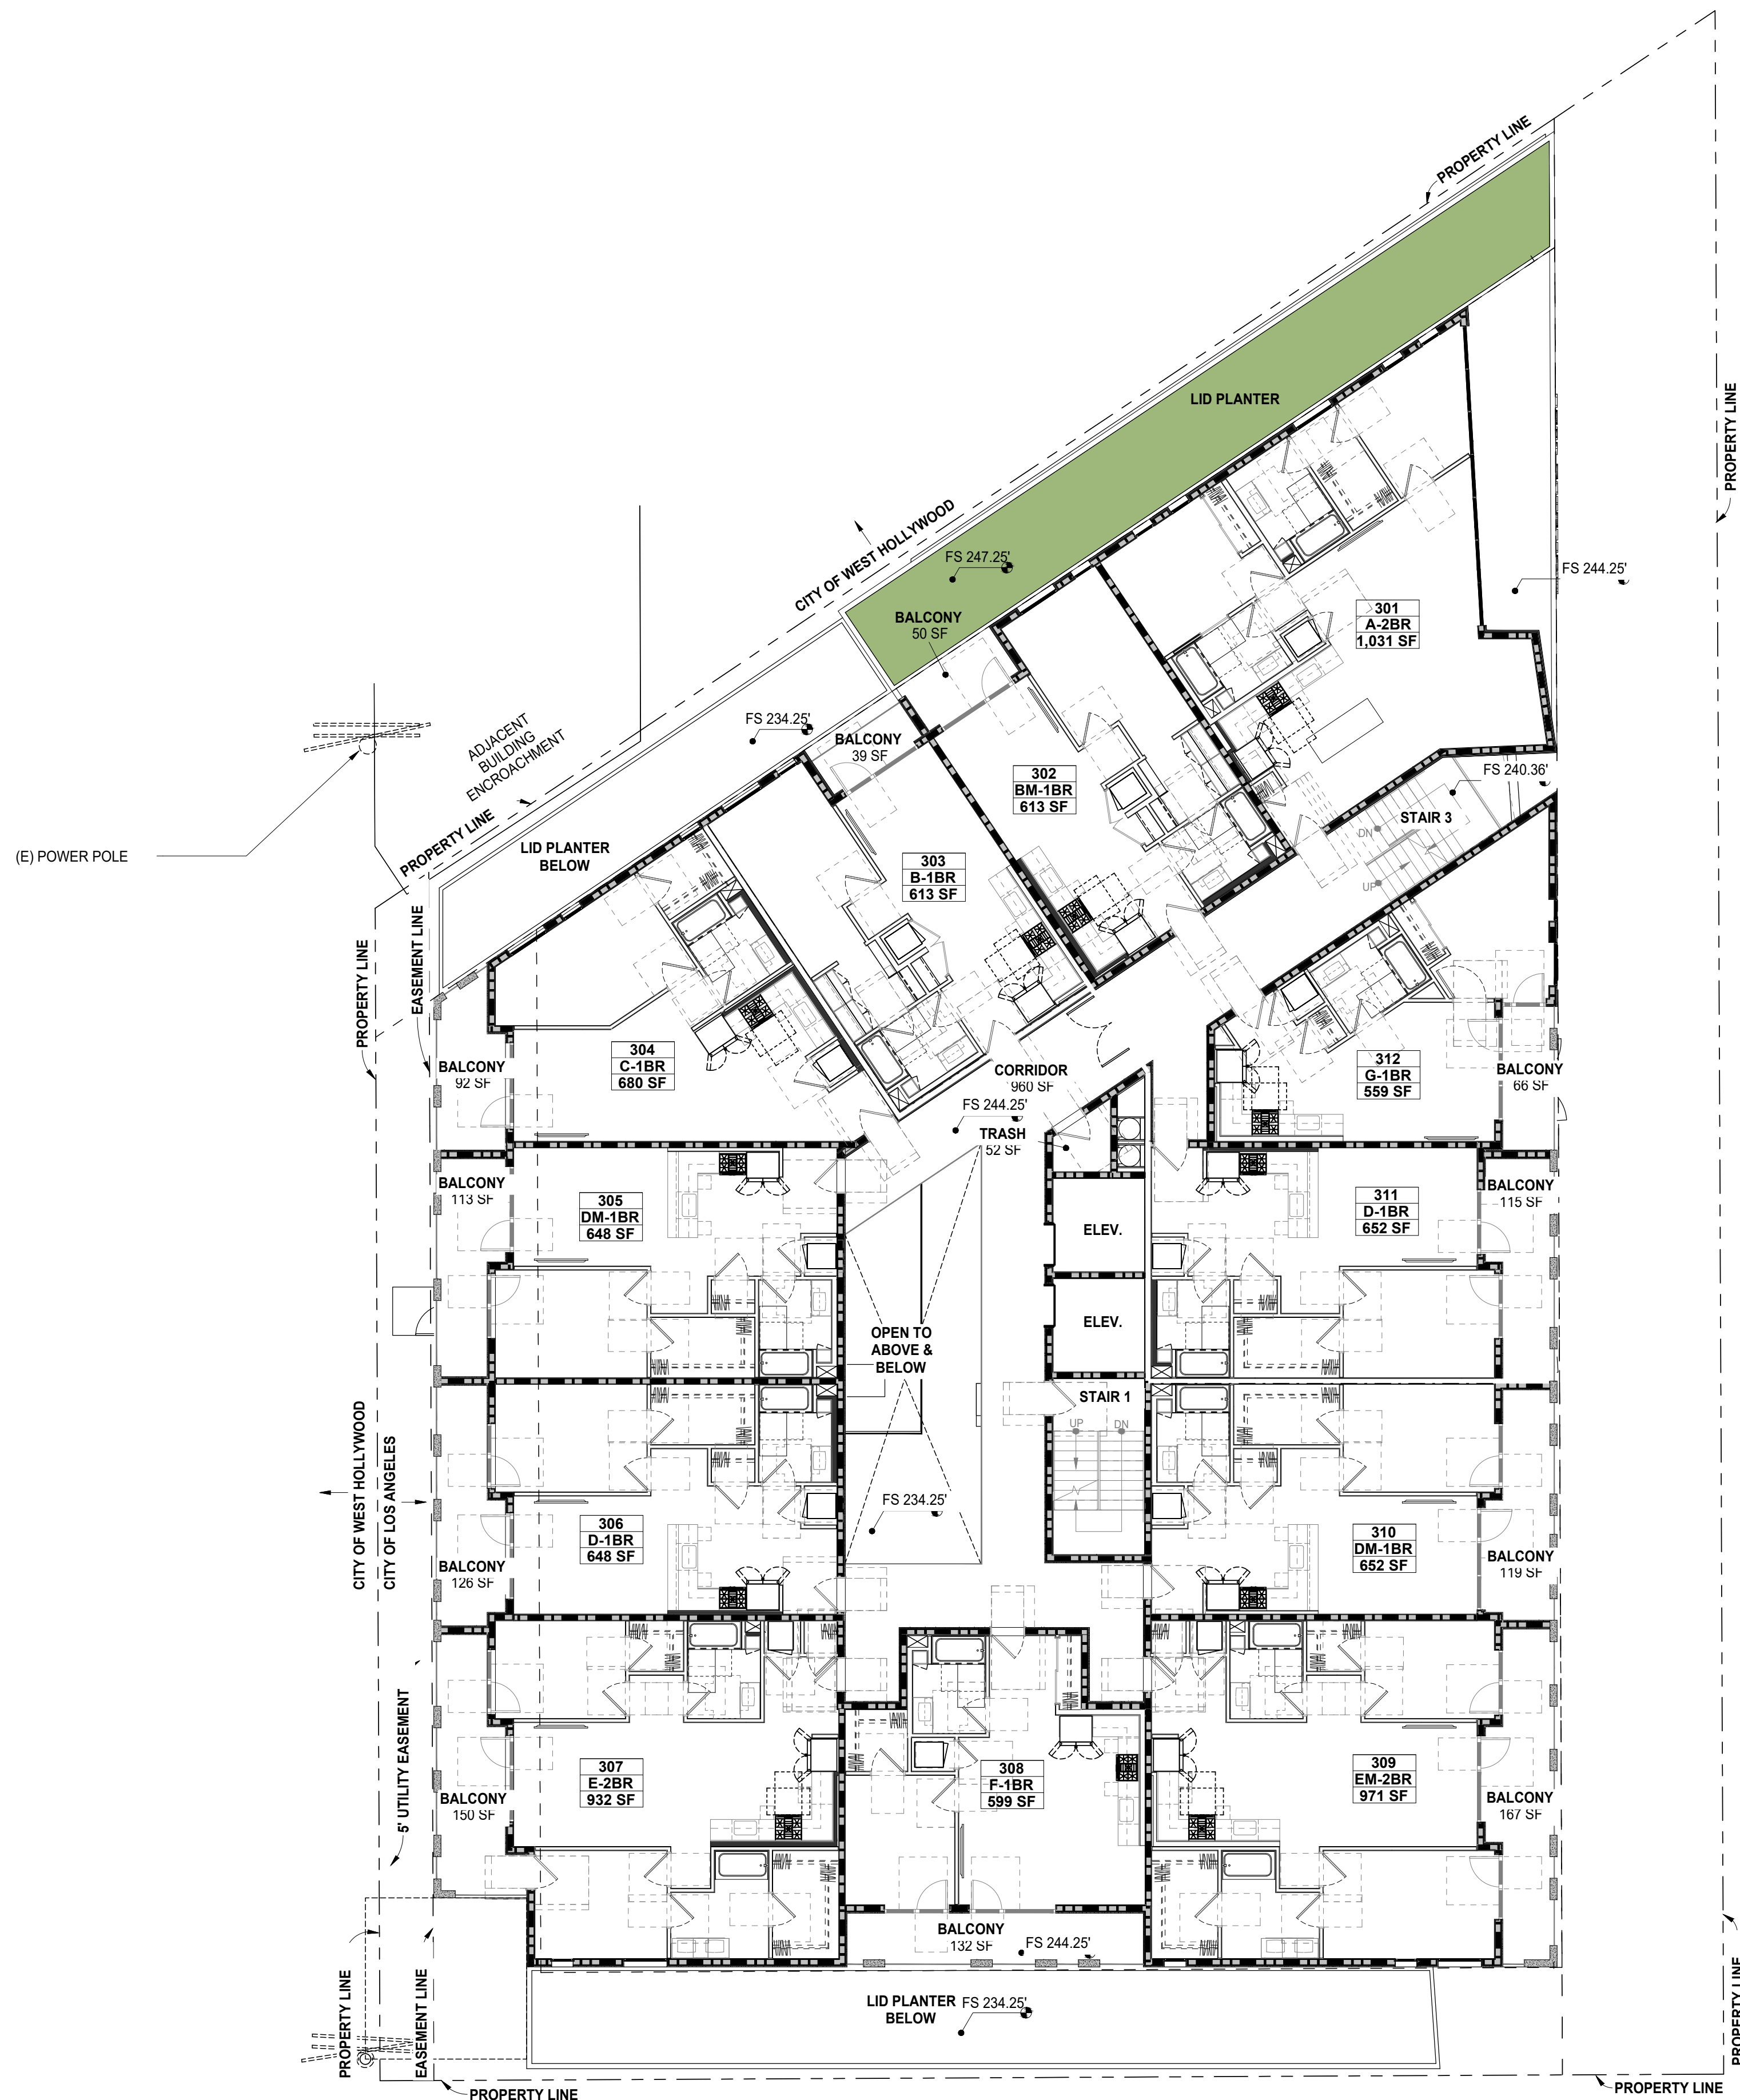 PROPERTY LINE
PROPERTY LINE
LID PLANTER
CITY OF WEST HOLLYWOOD
FS 247.25'
FS 244.25'
BALCONY
50 SF
301
A-2BR
1,031 SF
ADJACENT
BUILDING
ENCROACHMENT
FS 234.25'
BALCONY
39 SF
302
BM-1BR
613 SF
FS 240.36'
STAIR 3
DN
UP
(E) POWER POLE
PROPERTY LINE
LID PLANTER
BELOW
303
B-1BR
613 SF
PROPERTY LINE
EASEMENT LINE
304
C-1BR
680 SF
BALCONY
92 SF
CORRIDOR
960 SF
FS 244.25'
312
G-1BR
559 SF
BALCONY
66 SF
TRASH
52 SF
BALCONY
113 SF
305
DM-1BR
648 SF
ELEV.
311
D-1BR
652 SF
BALCONY
115 SF
OPEN TO
ABOVE &
BELOW
ELEV.
STAIR 1
UP
DN
CITY OF WEST HOLLYWOOD
CITY OF LOS ANGELES
FS 234.25'
306
D-1BR
648 SF
310
DM-1BR
652 SF
BALCONY
126 SF
BALCONY
119 SF
5' UTILITY EASEMENT
307
E-2BR
932 SF
308
F-1BR
599 SF
309
EM-2BR
971 SF
BALCONY
150 SF
BALCONY
167 SF
BALCONY
132 SF
FS 244.25'
PROPERTY LINE
EASEMENT LINE
LID PLANTER
BELOW
FS 234.25'
PROPERTY LINE
PROPERTY LINE
PROPERTY LINE